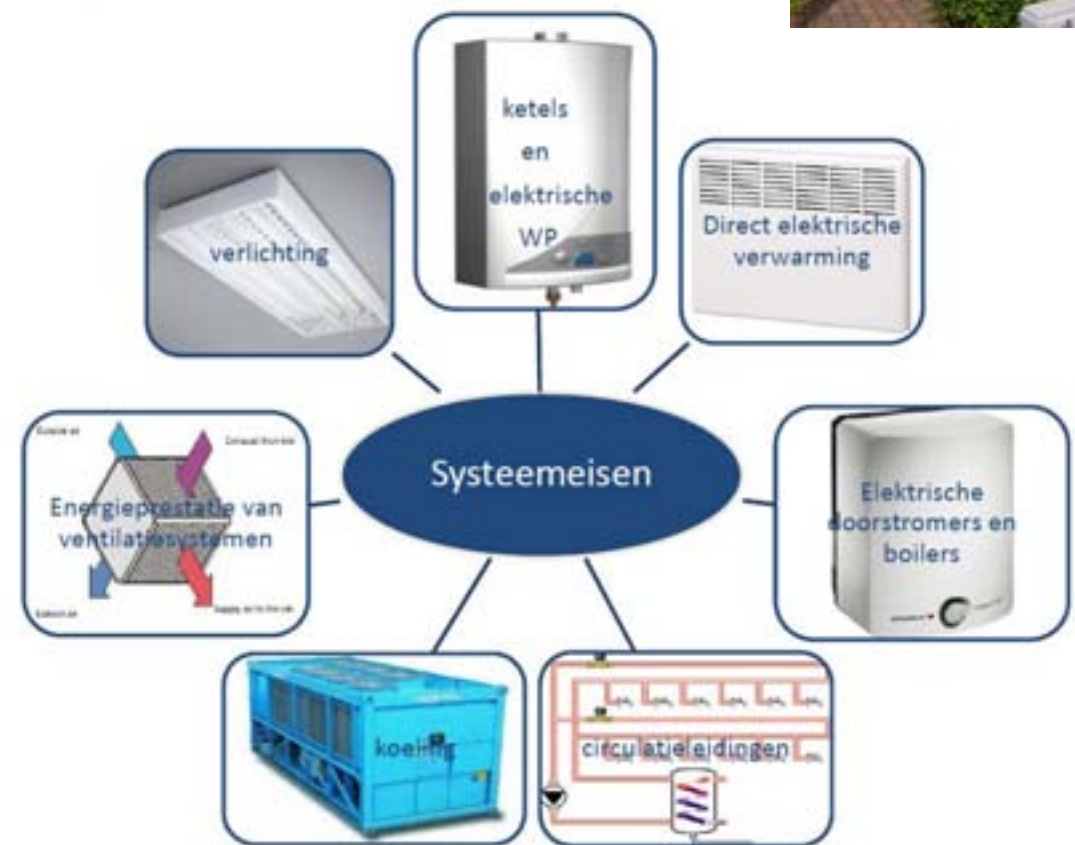 ketels
en
elektrische
WP
verlichting
Direct elektrische
verwarming
Systeemeisen
Energieprestatie van
ventilatiesystemen
Elektrische
doorstromers en
boilers
koeling
circulatieleidingen